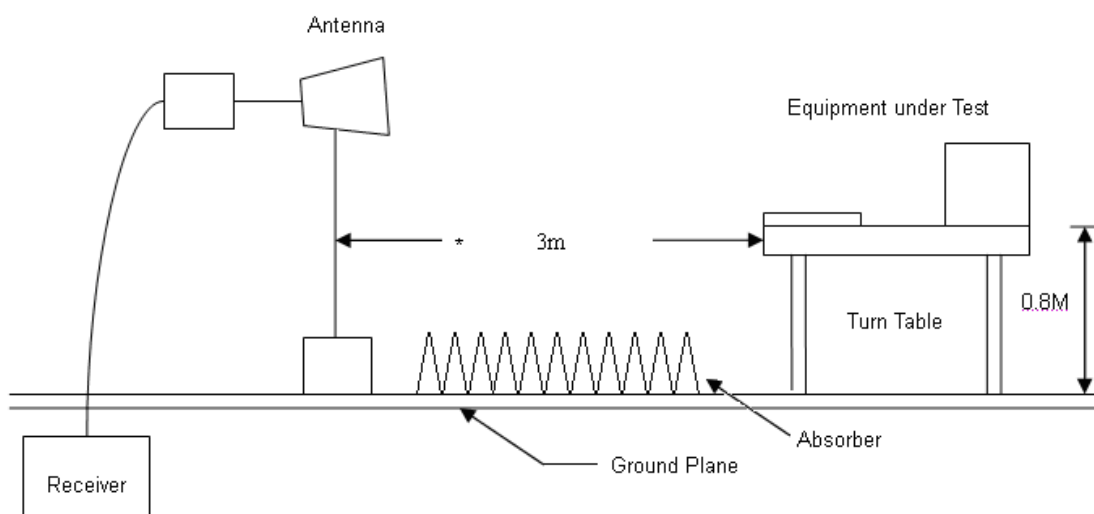 Antenna
Equipment under Test
* 3m
0.8M
Turn Table
Absorber
Ground Plane
Receiver